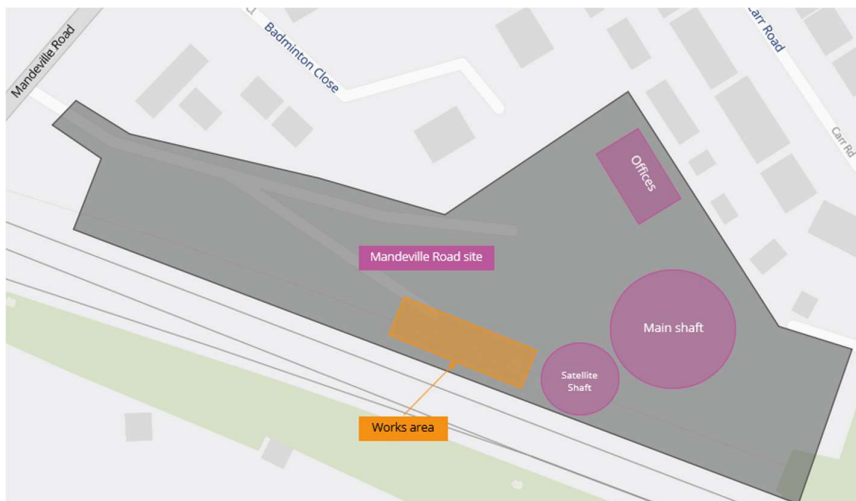 Mandeville Road
Badminton Close
Carr Road
Carr Rd
Offices
Mandeville Road site
Main shaft
Satellite
Shaft
Works area